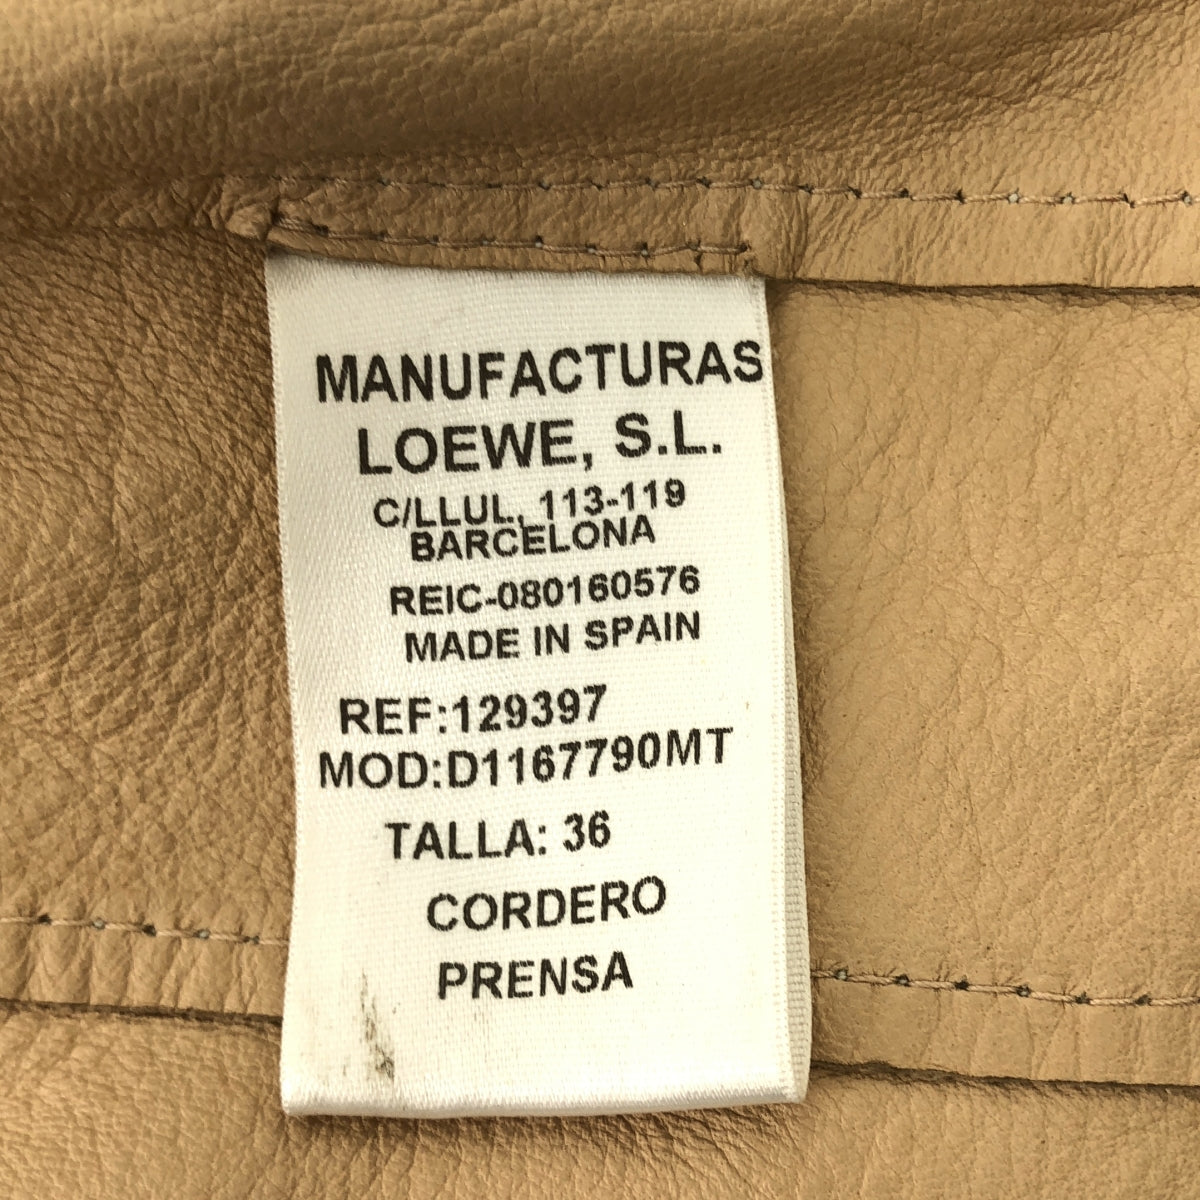 MANUFACTURAS
LOEWE, S.L.
C/LLUL, 113-119
BARCELONA
REIC-080160576
MADE IN SPAIN
REF:129397
MOD:D1167790MT
TALLA: 36
CORDERO
PRENSA